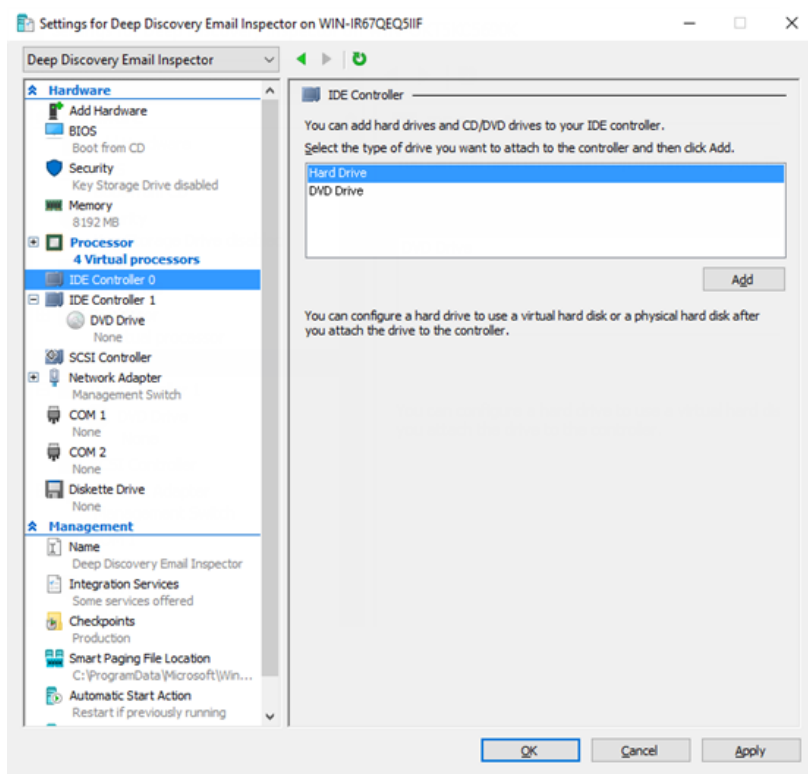 Settings for Deep Discovery Email Inspector on WIN-IR67QEQ5IIF
Deep Discovery Email Inspector
Hardware
Add Hardware
BIOS
Boot from CD
Security
Key Storage Drive disabled
Memory
8192 MB
Processor
4 Virtual processors
IDE Controller 0
IDE Controller 1
DVD Drive
None
SCSI Controller
Network Adapter
Management Switch
COM 1
None
COM 2
None
Diskette Drive
None
Management
Name
Deep Discovery Email Inspector
Integration Services
Some services offered
Checkpoints
Production
Smart Paging File Location
C:\ProgramData\Microsoft\Win...
Automatic Start Action
Restart if previously running
IDE Controller
You can add hard drives and CD/DVD drives to your IDE controller.
Select the type of drive you want to attach to the controller and then click Add.
Hard Drive
DVD Drive
Add
You can configure a hard drive to use a virtual hard disk or a physical hard disk after
you attach the drive to the controller.
OK
Cancel
Apply